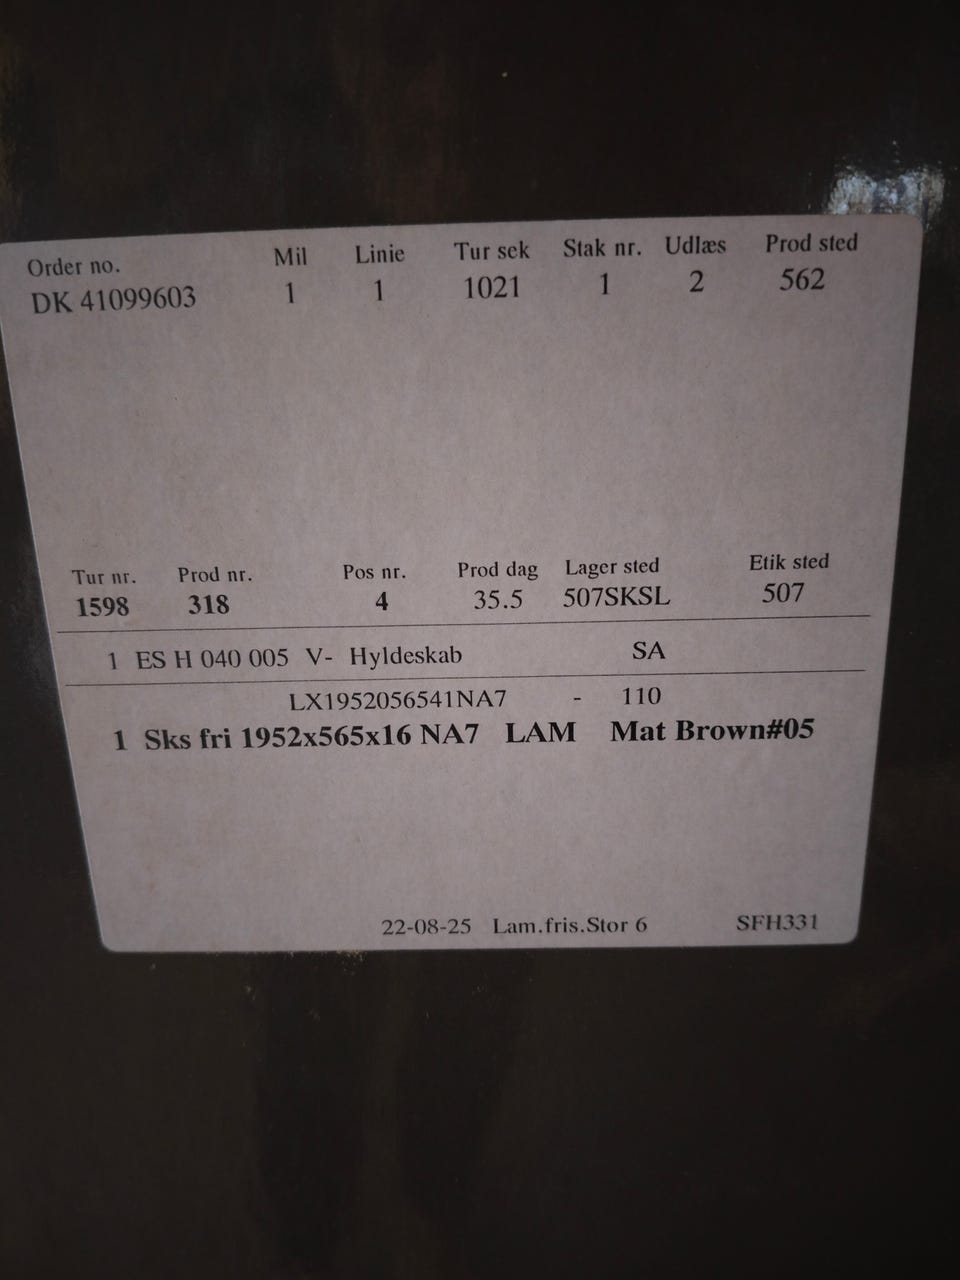 Order no. Mil Linie Tur sek Stak nr. Udlæs Prod sted
DK 41099603 1 1 1021 1 2 562
Tur nr. Prod nr. Pos nr. Prod dag Lager sted Etik sted
1598 318 4 35.5 507SKSL 507
1 ES H 040 005 V- Hyldeskab SA
LX1952056541NA7 - 110
1 Sks fri 1952x565x16 NA7 LAM Mat Brown#05
22-08-25 Lam.fris.Stor 6 SFH331